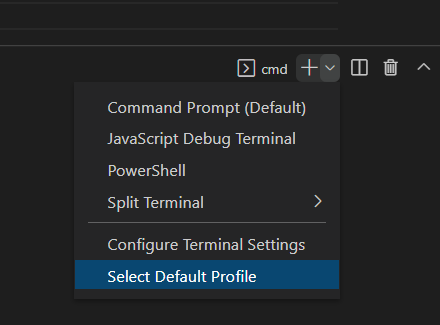 cmd
Command Prompt (Default)
JavaScript Debug Terminal
PowerShell
Split Terminal
Configure Terminal Settings
Select Default Profile